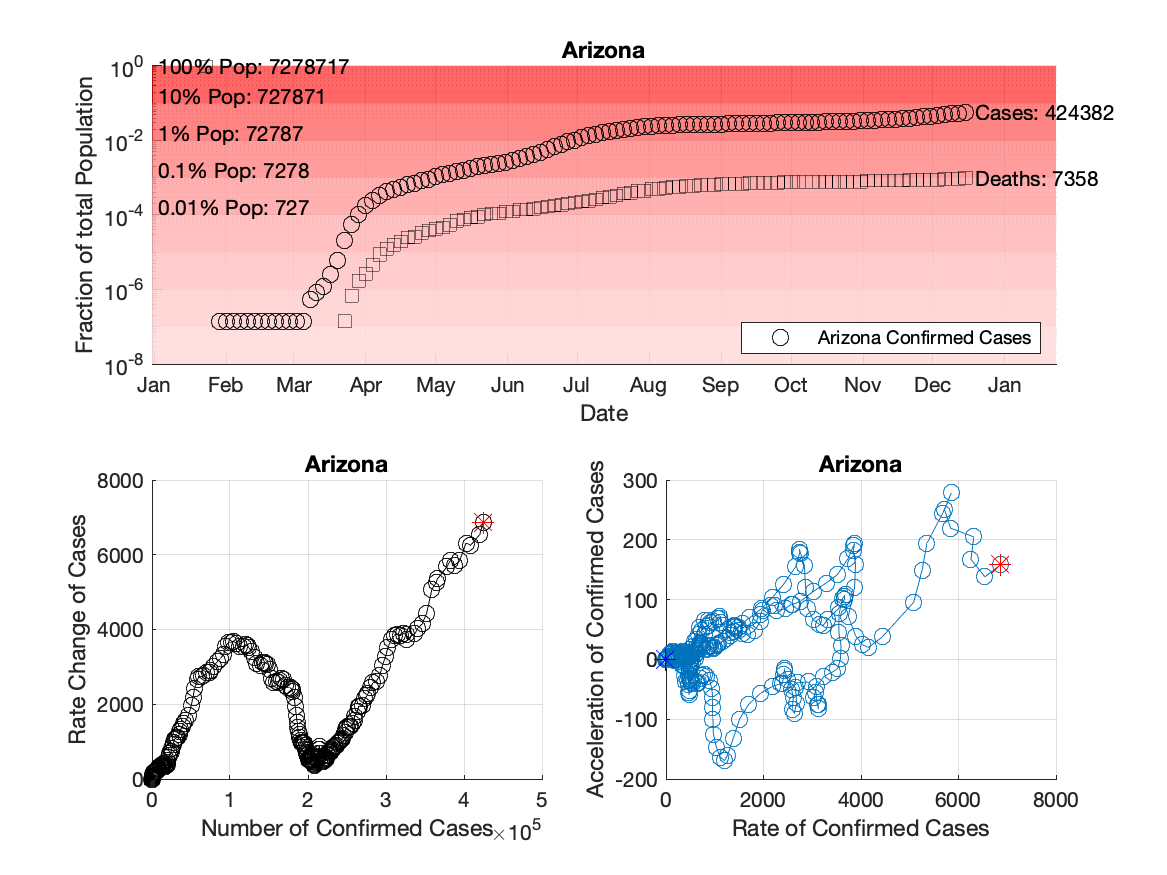 Arizona
Fraction of total Population
10^0
10^-2
10^-4
10^-6
10^-8
100% Pop: 7278717
10% Pop: 727871
1% Pop: 72787
0.1% Pop: 7278
0.01% Pop: 727
Cases: 424382
Deaths: 7358
Arizona Confirmed Cases
Jan Feb Mar Apr May Jun Jul Aug Sep Oct Nov Dec Jan
Date
Arizona
Rate Change of Cases
8000
6000
4000
2000
0
0 1 2 3 4 5
Number of Confirmed Cases
×10^5
Arizona
Acceleration of Confirmed Cases
300
200
100
0
-100
-200
0 2000 4000 6000 8000
Rate of Confirmed Cases